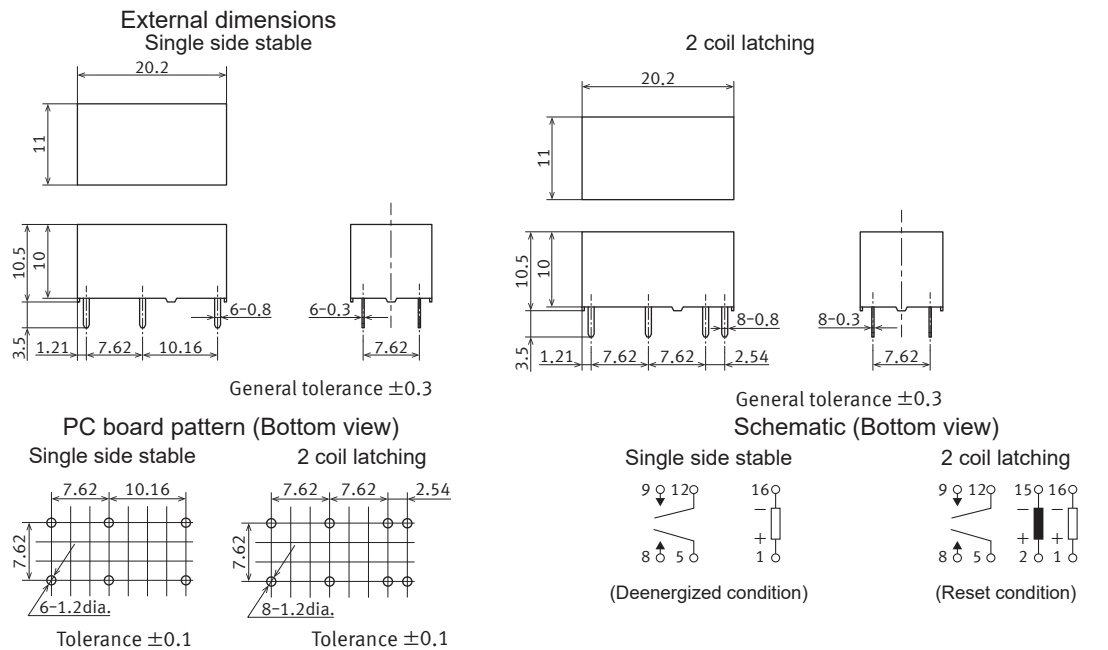 External dimensions
Single side stable
2 coil latching
20.2
11
10.5
10
3.5
1.21
7.62
10.16
6-0.8
6-0.3
7.62
General tolerance ±0.3
20.2
11
10.5
10
3.5
1.21
7.62
7.62
2.54
8-0.8
8-0.3
7.62
General tolerance ±0.3
PC board pattern (Bottom view)
Single side stable
2 coil latching
7.62
10.16
7.62
6-1.2dia.
Tolerance ±0.1
7.62
7.62
2.54
7.62
8-1.2dia.
Tolerance ±0.1
Schematic (Bottom view)
Single side stable
2 coil latching
9 12 16
−
+
8 5 1
(Deenergized condition)
9 12 15 16
− −
+ +
8 5 2 1
(Reset condition)